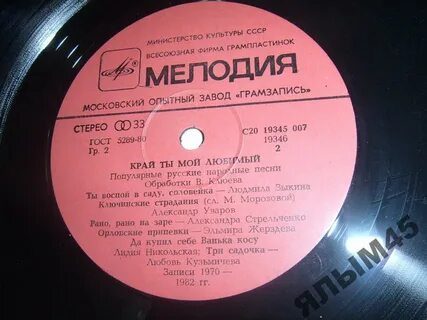 МИНИСТЕРСТВО КУЛЬТУРЫ СССР
ВСЕСОЮЗНАЯ ФИРМА ГРАМПЛАСТИНОК
МЕЛОДИЯ
МОСКОВСКИЙ ОПЫТНЫЙ ЗАВОД «ГРАМЗАПИСЬ»
СТЕРЕО 33
ГОСТ 5289-80
Гр. 2
С20 19345 007
19346
2
КРАЙ ТЫ МОЙ ЛЮБИМЫЙ
Популярные русские народные песни
Обработки В. Клюева
Ты воспой в саду, соловейка — Людмила Зыкина
Ключинские страдания (сл. М. Морозовой)
Александр Уваров
Рано, рано на заре — Александра Стрельченко
Орловские припевки — Эльмира Жерздева
Да купил себе Ванька косу
Лидия Никольская; Три садочка —
Любовь Кузьмичева
Записи 1970 —
1982 гг.
ЯЛЫМ45